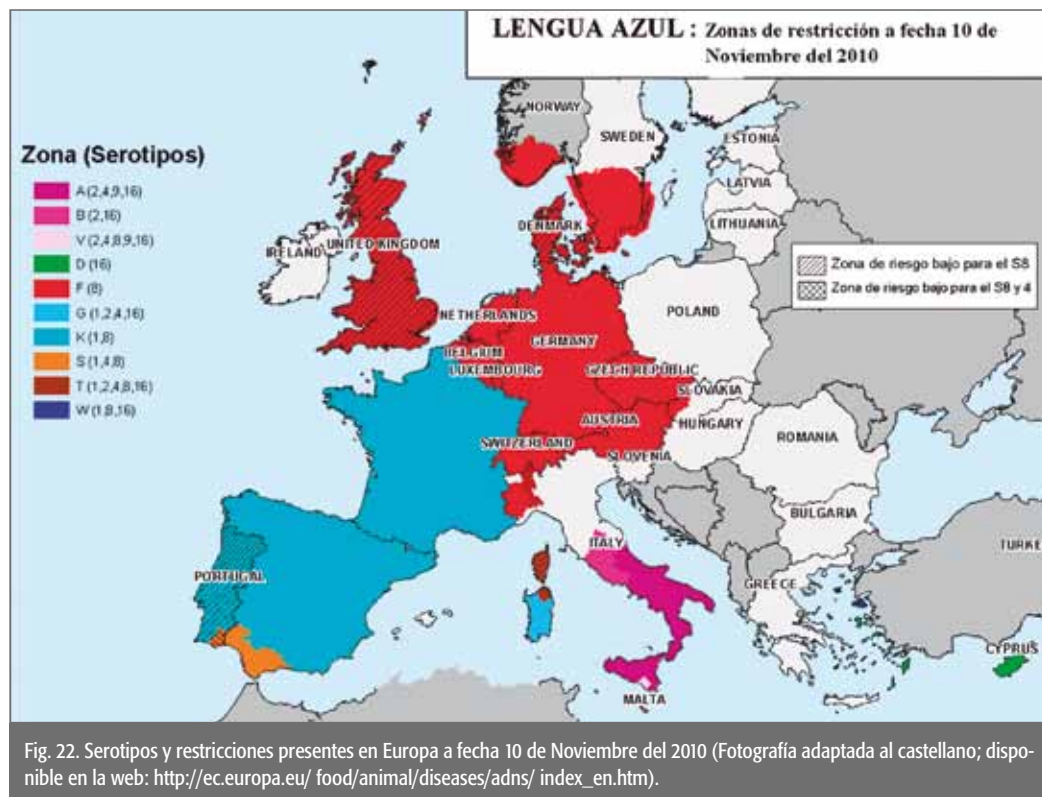 LENGUA AZUL : Zonas de restricción a fecha 10 de
Noviembre del 2010
Zona (Serotipos)
A (2,4,9,16)
B (2,16)
V (2,4,8,9,16)
D (16)
F (8)
G (1,2,4,16)
K (1,8)
S (1,4,8)
T (1,2,4,8,16)
W (1,8,16)
Zona de riesgo bajo para el S8
Zona de riesgo bajo para el S8 y 4
NORWAY
SWEDEN
ESTONIA
LATVIA
LITHUANIA
DENMARK
IRELAND
UNITED KINGDOM
NETHERLANDS
POLAND
BELGIUM
GERMANY
LUXEMBOURG
CZECH REPUBLIC
SLOVAKIA
AUSTRIA
HUNGARY
SWITZERLAND
SLOVENIA
ROMANIA
BULGARIA
ITALY
TURKE
PORTUGAL
GREECE
CYPRUS
MALTA
Fig. 22. Serotipos y restricciones presentes en Europa a fecha 10 de Noviembre del 2010 (Fotografía adaptada al castellano; dispo-
nible en la web: http://ec.europa.eu/ food/animal/diseases/adns/ index_en.htm).